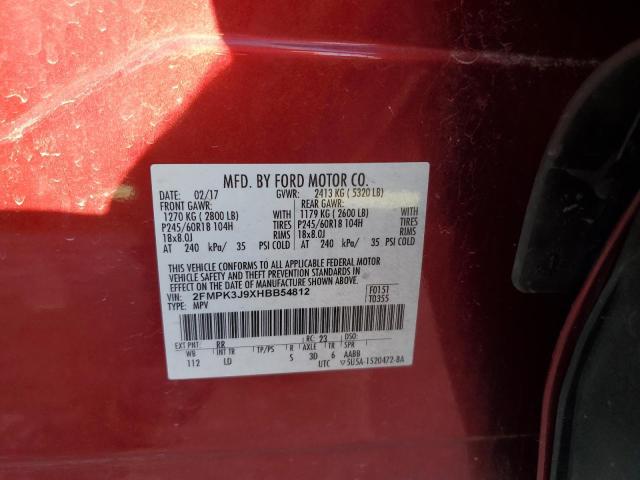 MFD. BY FORD MOTOR CO.
DATE: 02/17 GVWR: 2413 KG ( 5320 LB)
FRONT GAWR: REAR GAWR:
1270 KG ( 2800 LB) WITH 1179 KG ( 2600 LB) WITH
P245/60R18 104H TIRES P245/60R18 104H TIRES
18x8.0J RIMS 18x8.0J RIMS
AT 240 kPa/ 35 PSI COLD AT 240 kPa/ 35 PSI COLD
THIS VEHICLE CONFORMS TO ALL APPLICABLE FEDERAL MOTOR
VEHICLE SAFETY AND THEFT PREVENTION STANDARDS IN
EFFECT ON THE DATE OF MANUFACTURE SHOWN ABOVE.
VIN: 2FMPK3J9XHBB54812 F0151
TYPE: MPV T0355
EXT PNT: RR RC: 23 DSO:
WB INT TR TP/PS R AXLE TR SPR
112 LD S 3D 6 AABB
UTC 5U5A-1520472-BA